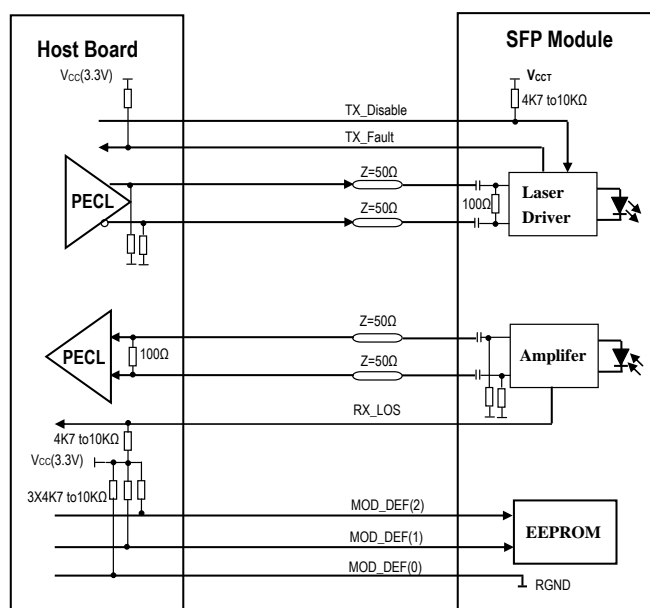 Host Board
SFP Module
VCC(3.3V)
VCCT
4K7 to10KΩ
TX_Disable
TX_Fault
Z=50Ω
PECL
Laser
Driver
100Ω
Z=50Ω
Z=50Ω
PECL
100Ω
Amplifer
Z=50Ω
RX_LOS
4K7 to10KΩ
VCC(3.3V)
3X4K7 to10KΩ
MOD_DEF(2)
EEPROM
MOD_DEF(1)
MOD_DEF(0)
RGND